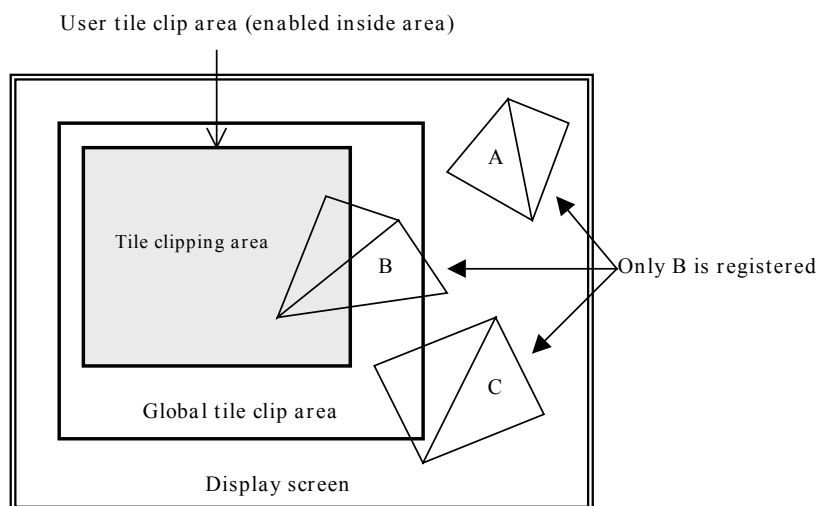 User tile clip area (enabled inside area)
A
Tile clipping area
B
Only B is registered
C
Global tile clip area
Display screen